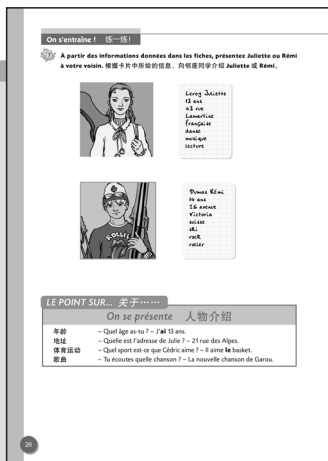 On s'entraîne ! 练一练!
À partir des informations données dans les fiches, présentez Juliette ou Rémi
à votre voisin. 根据卡片中所给的信息，向邻座同学介绍 Juliette 或 Rémi。
Leroy Juliette
13 ans
43 rue
Lamartine
française
danse
musique
lecture
Dumas Rémi
14 ans
26 avenue
Victoria
suisse
ski
rock
roller
LE POINT SUR... 关于……
On se présente 人物介绍
年龄 – Quel âge as-tu ? – J'ai 13 ans.
地址 – Quelle est l'adresse de Julie ? – 21 rue des Alpes.
体育运动 – Quel sport est-ce que Cédric aime ? – Il aime le basket.
歌曲 – Tu écoutes quelle chanson ? – La nouvelle chanson de Garou.
26